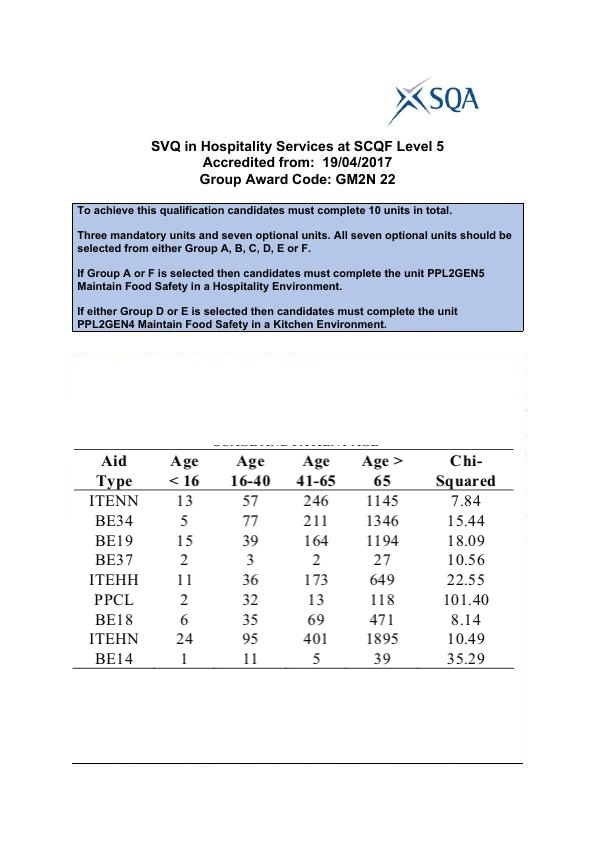 SQA
SVQ in Hospitality Services at SCQF Level 5
Accredited from: 19/04/2017
Group Award Code: GM2N 22
To achieve this qualification candidates must complete 10 units in total.
Three mandatory units and seven optional units. All seven optional units should be
selected from either Group A, B, C, D, E or F.
If Group A or F is selected then candidates must complete the unit PPL2GEN5
Maintain Food Safety in a Hospitality Environment.
If either Group D or E is selected then candidates must complete the unit
PPL2GEN4 Maintain Food Safety in a Kitchen Environment.
Aid Age Age Age Age > Chi-
Type < 16 16-40 41-65 65 Squared
ITENN 13 57 246 1145 7.84
BE34 5 77 211 1346 15.44
BE19 15 39 164 1194 18.09
BE37 2 3 2 27 10.56
ITEHH 11 36 173 649 22.55
PPCL 2 32 13 118 101.40
BE18 6 35 69 471 8.14
ITEHN 24 95 401 1895 10.49
BE14 1 11 5 39 35.29